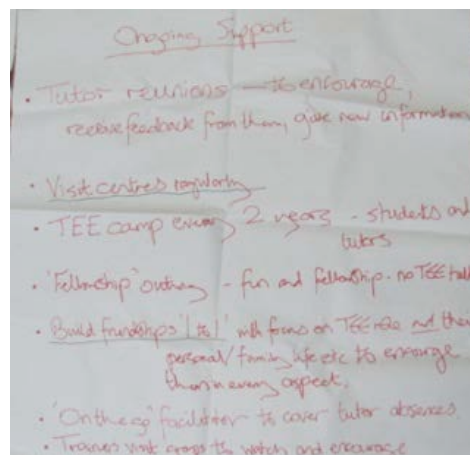 Ongoing Support
• Tutor reunions — to encourage,
receive feedback from them, give new information
• Visit centres regularly
• TEE camp every 2 years - students and
tutors
• 'Fellowship' outing - fun and fellowship - no TEE talk
• Build friendships '1 to 1' with focus on TEE role not their
personal/family life etc to encourage
them in every aspect.
• 'On the go' facilitator to cover tutor absences.
• Trainers visit to watch and encourage